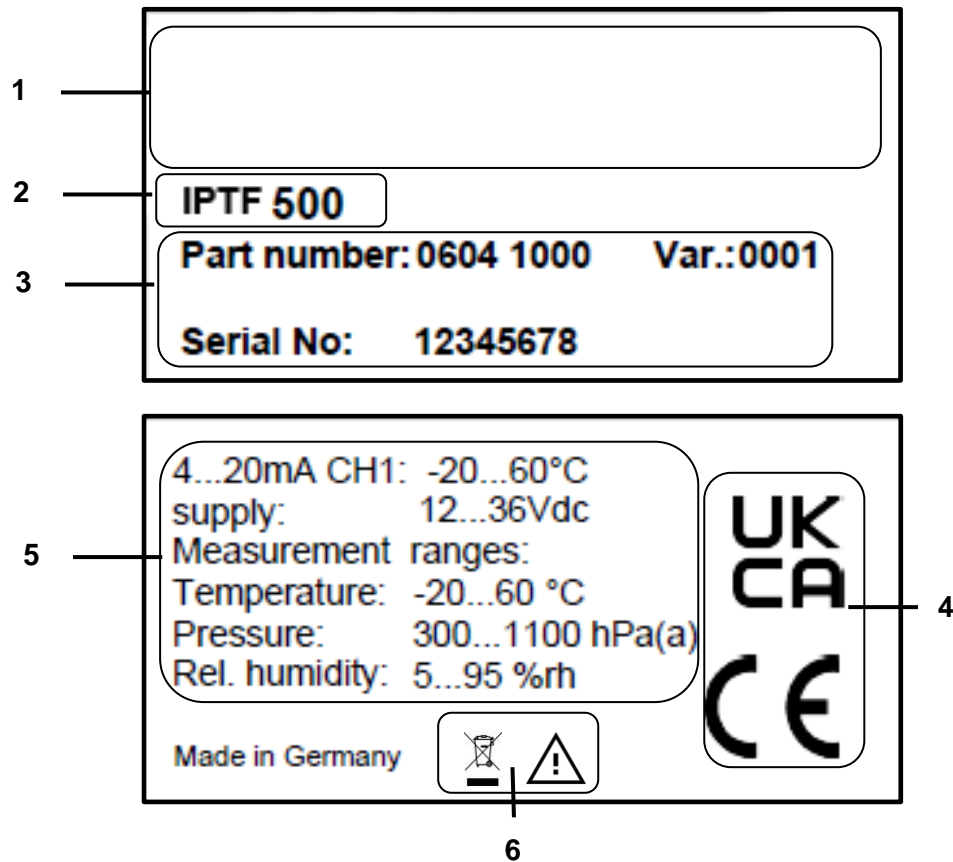 1
2
IPTF 500
3
Part number: 0604 1000 Var.:0001
Serial No: 12345678
4...20mA CH1: -20...60°C
supply: 12...36Vdc
Measurement ranges:
Temperature: -20...60 °C
Pressure: 300...1100 hPa(a)
Rel. humidity: 5...95 %rh
5
UK
CA
4
CE
Made in Germany
6